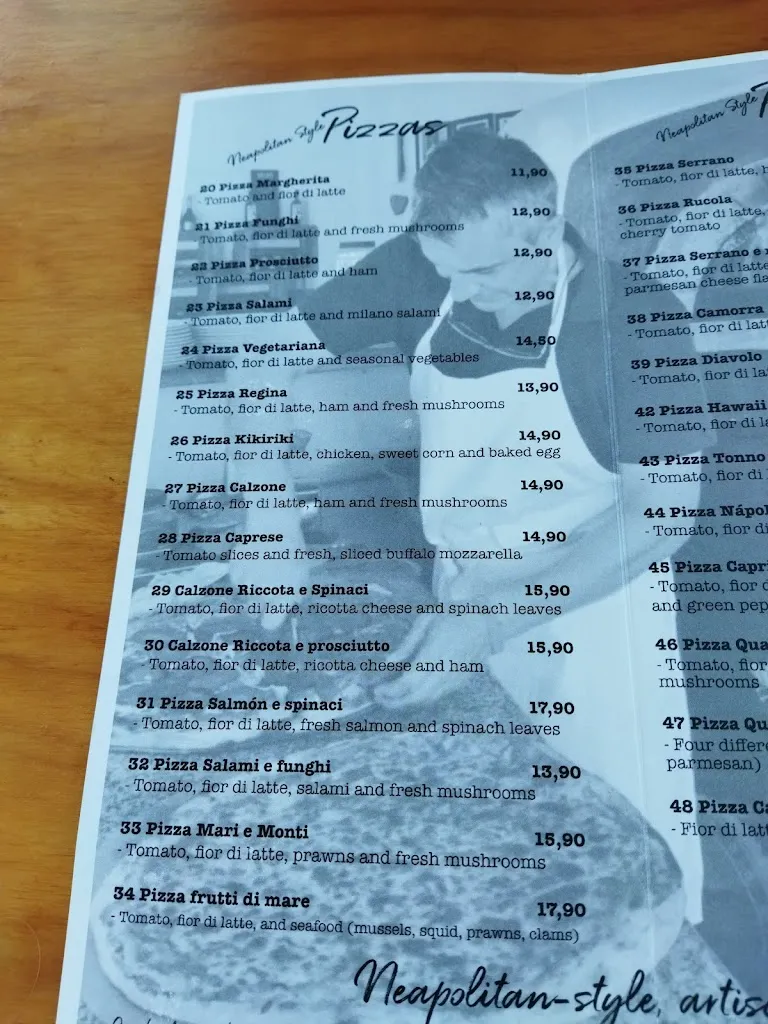 Neapolitan Style Pizzas
20 Pizza Margherita 11,90
- Tomato and fior di latte
21 Pizza Funghi 12,90
- Tomato, fior di latte and fresh mushrooms
22 Pizza Prosciutto 12,90
- Tomato, fior di latte and ham
23 Pizza Salami 12,90
- Tomato, fior di latte and milano salami
24 Pizza Vegetariana 14,50
- Tomato, fior di latte and seasonal vegetables
25 Pizza Regina 13,90
- Tomato, fior di latte, ham and fresh mushrooms
26 Pizza Kikiriki 14,90
- Tomato, fior di latte, chicken, sweet corn and baked egg
27 Pizza Calzone 14,90
- Tomato, fior di latte, ham and fresh mushrooms
28 Pizza Caprese 14,90
- Tomato slices and fresh, sliced buffalo mozzarella
29 Calzone Riccota e Spinaci 15,90
- Tomato, fior di latte, ricotta cheese and spinach leaves
30 Calzone Riccota e prosciutto 15,90
- Tomato, fior di latte, ricotta cheese and ham
31 Pizza Salmón e spinaci 17,90
- Tomato, fior di latte, fresh salmon and spinach leaves
32 Pizza Salami e funghi 13,90
- Tomato, fior di latte, salami and fresh mushrooms
33 Pizza Mari e Monti 15,90
- Tomato, fior di latte, prawns and fresh mushrooms
34 Pizza frutti di mare 17,90
- Tomato, fior di latte, and seafood (mussels, squid, prawns, clams)
Neapolitan Style
35 Pizza Serrano
- Tomato, fior di latte,
36 Pizza Rucola
- Tomato, fior di latte,
cherry tomato
37 Pizza Serrano e
- Tomato, fior di latte
parmesan cheese
38 Pizza Camorra
- Tomato, fior di
39 Pizza Diavolo
- Tomato, fior di
42 Pizza Hawaii
- Tomato, fior di
43 Pizza Tonno
- Tomato, fior di
44 Pizza
- Tomato, fior di
45 Pizza
- Tomato, fior
and green
46 Pizza
- Tomato, fior
mushrooms
47 Pizza
- Four
parmesan)
48 Pizza
- Fior di
Neapolitan-style,